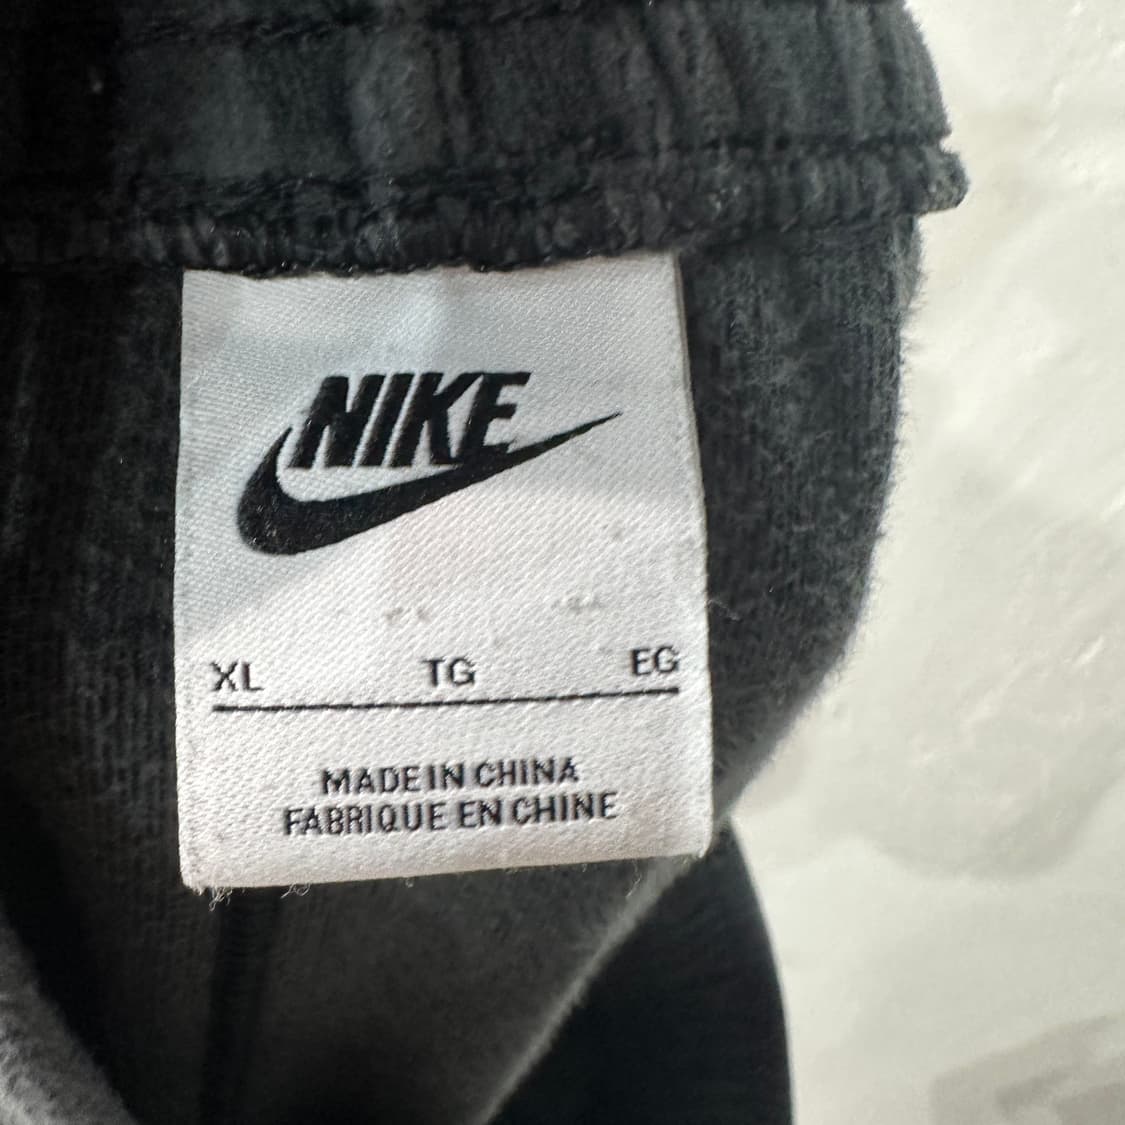 NIKE
XL TG EG
MADE IN CHINA
FABRIQUE EN CHINE